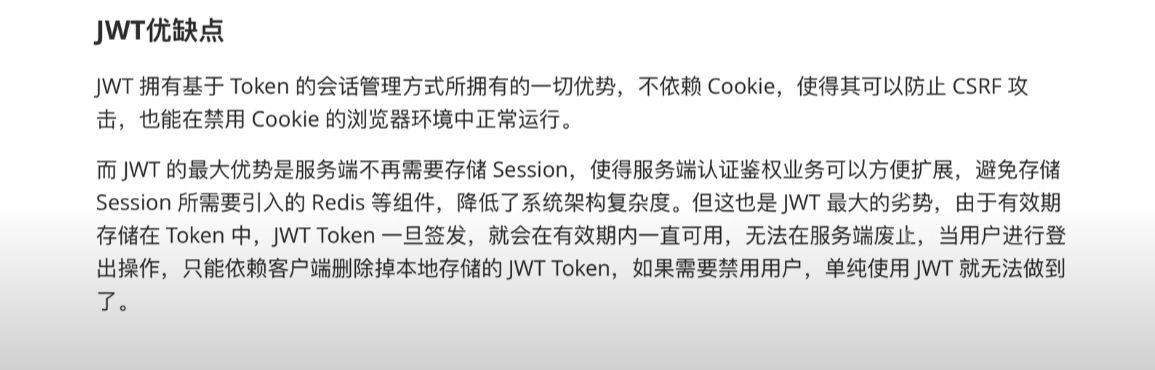 JWT优缺点
JWT 拥有基于 Token 的会话管理方式所拥有的一切优势，不依赖 Cookie，使得其可以防止 CSRF 攻
击，也能在禁用 Cookie 的浏览器环境中正常运行。
而 JWT 的最大优势是服务端不再需要存储 Session，使得服务端认证鉴权业务可以方便扩展，避免存储
Session 所需要引入的 Redis 等组件，降低了系统架构复杂度。但这也是 JWT 最大的劣势，由于有效期
存储在 Token 中，JWT Token 一旦签发，就会在有效期内一直可用，无法在服务端废止，当用户进行登
出操作，只能依赖客户端删除掉本地存储的 JWT Token，如果需要禁用用户，单纯使用 JWT 就无法做到
了。